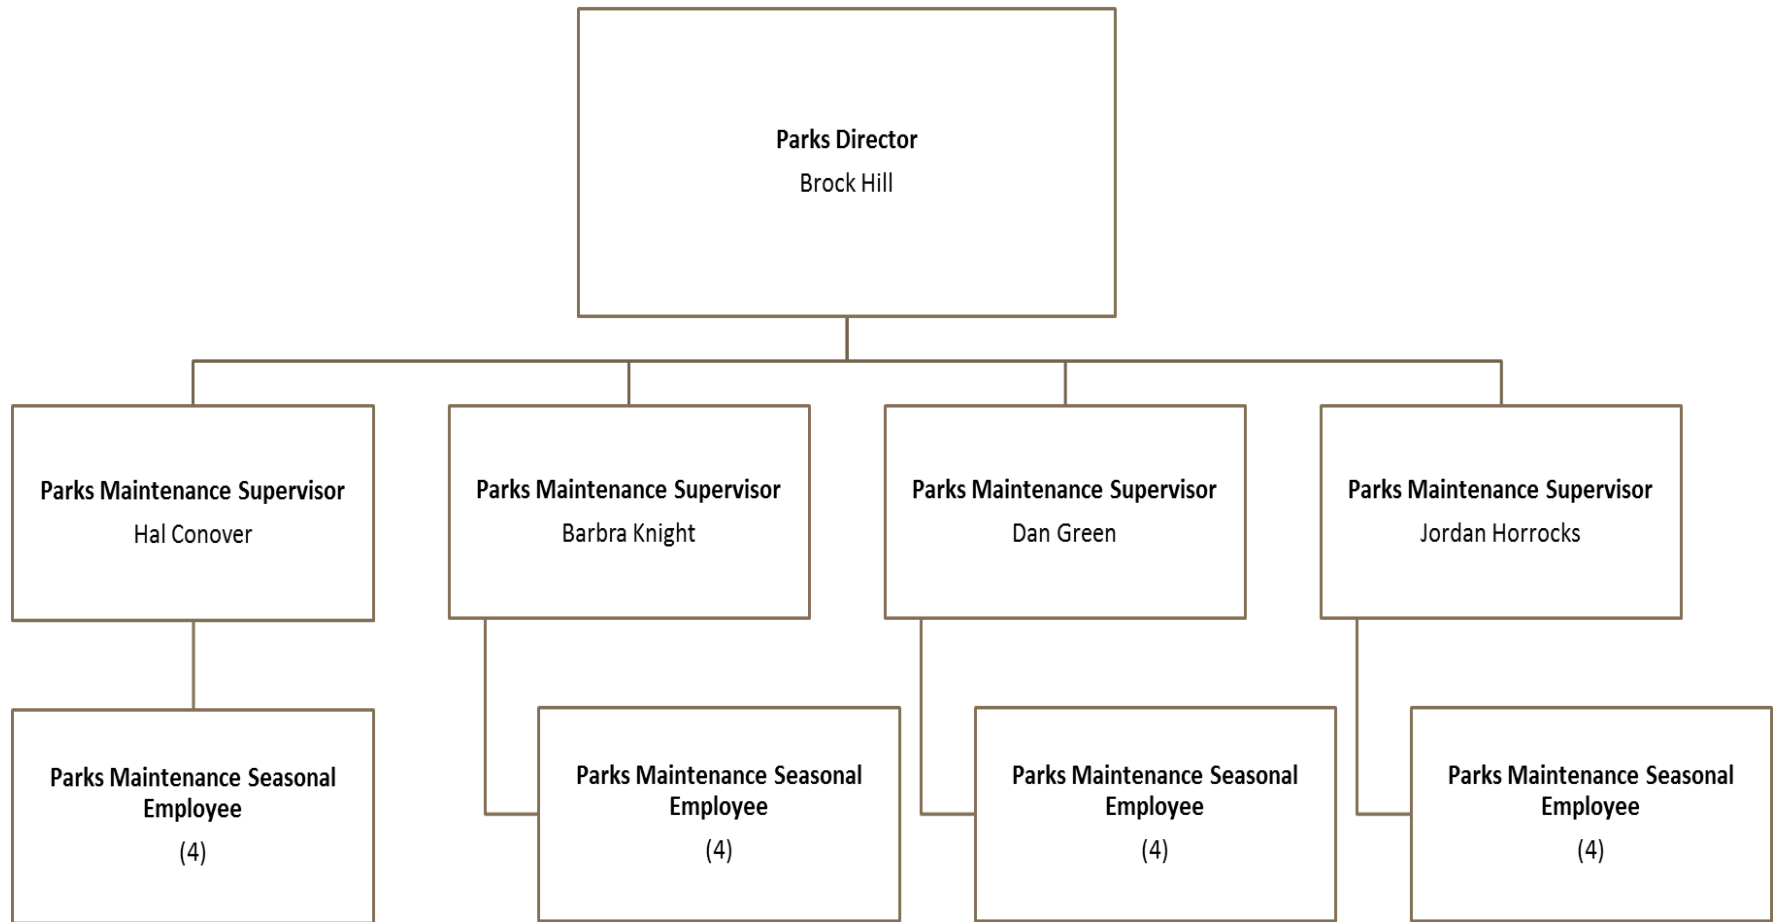 Parks Director
Brock Hill
Parks Maintenance Supervisor
Hal Conover
Parks Maintenance Supervisor
Barbra Knight
Parks Maintenance Supervisor
Dan Green
Parks Maintenance Supervisor
Jordan Horrocks
Parks Maintenance Seasonal
Employee
(4)
Parks Maintenance Seasonal
Employee
(4)
Parks Maintenance Seasonal
Employee
(4)
Parks Maintenance Seasonal
Employee
(4)